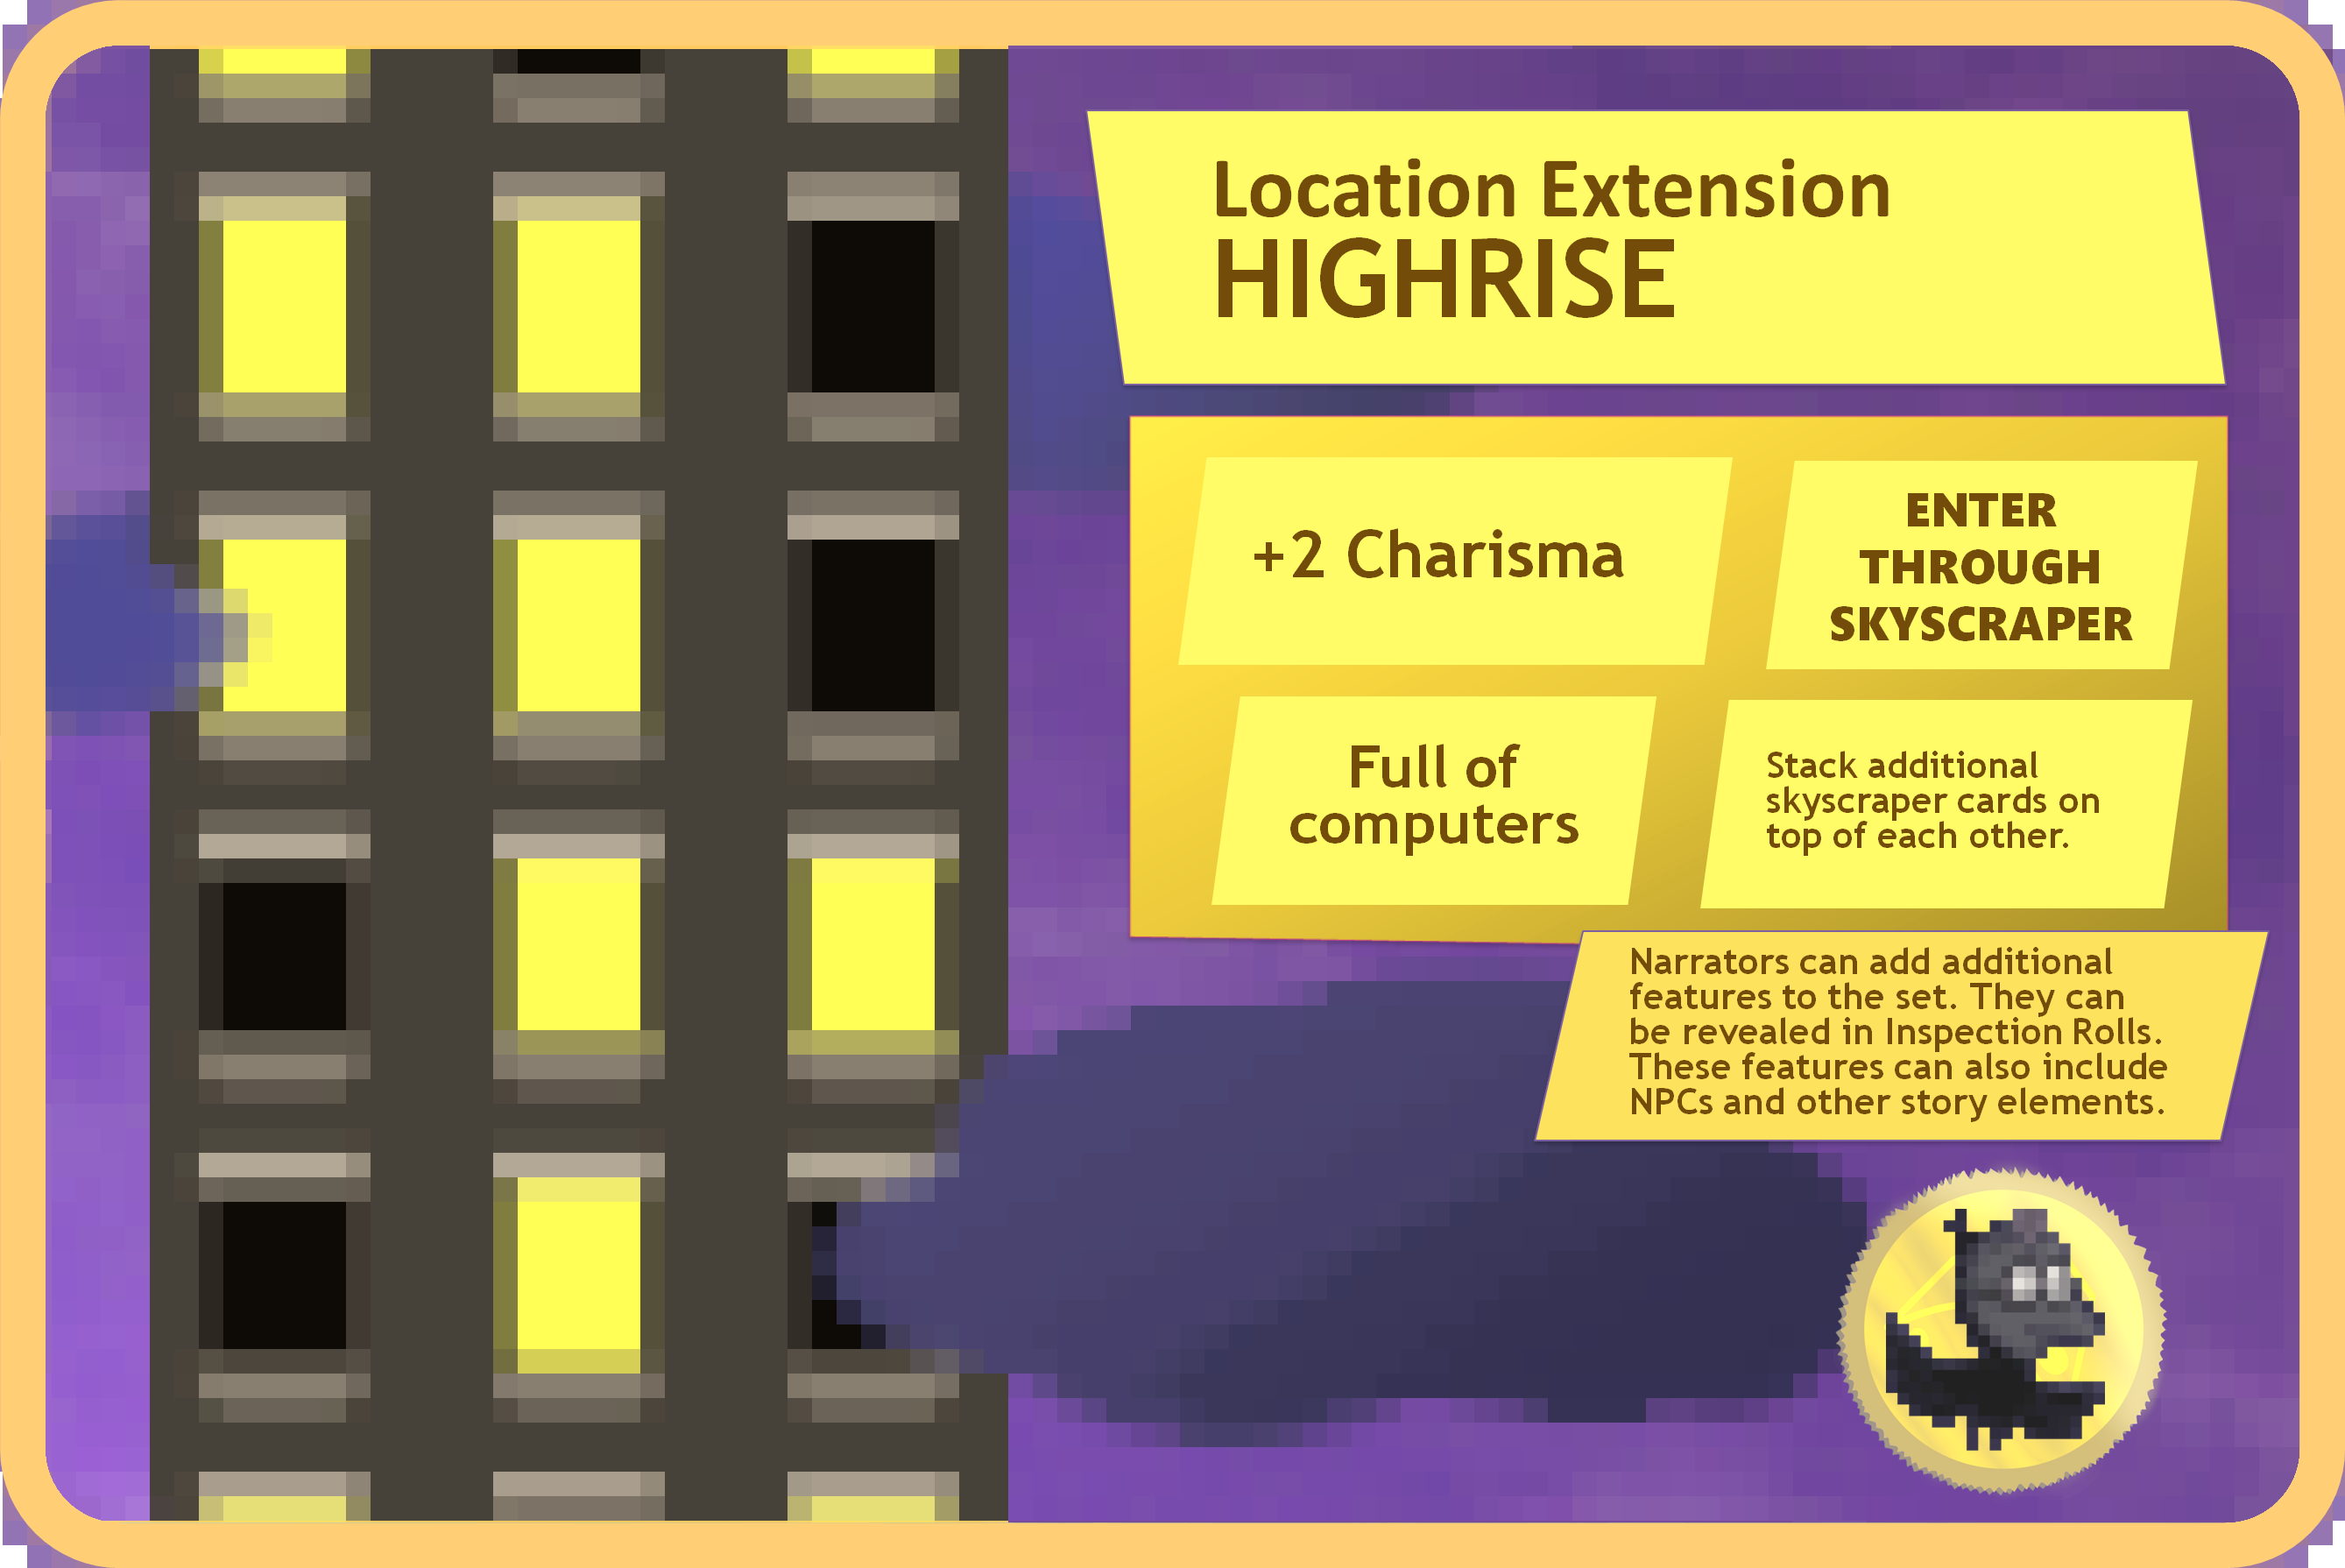 Location Extension
HIGHRISE
+2 Charisma
ENTER
THROUGH
SKYSCRAPER
Full of
computers
Stack additional
skyscraper cards on
top of each other.
Narrators can add additional
features to the set. They can
be revealed in Inspection Rolls.
These features can also include
NPCs and other story elements.